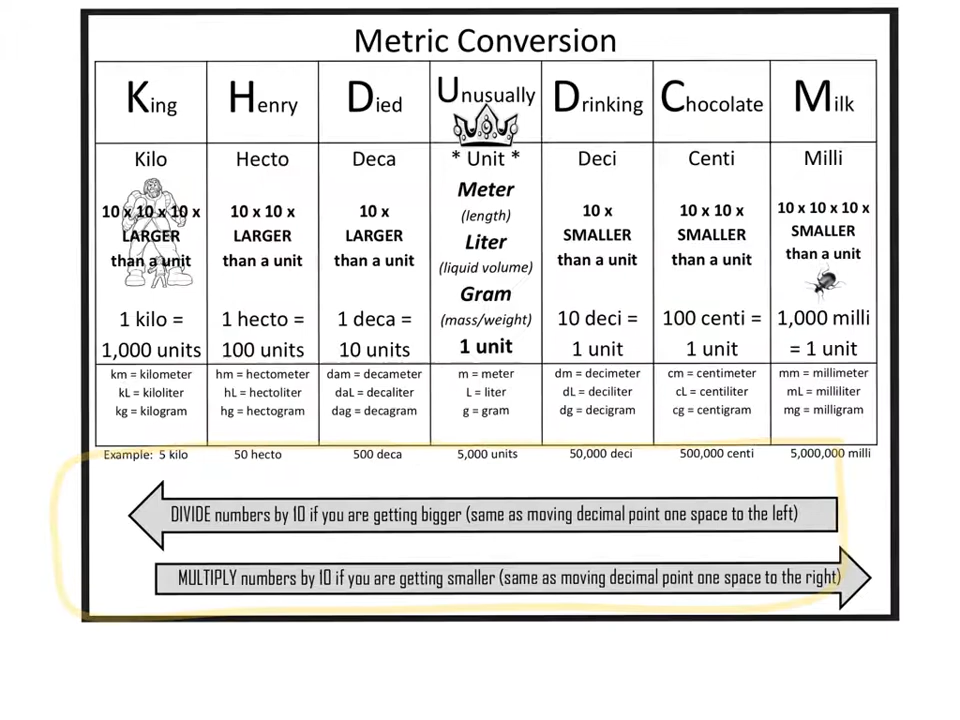 Metric Conversion
King Henry Died Unusually Drinking Chocolate Milk
Kilo Hecto Deca * Unit * Deci Centi Milli
10 x 10 x 10 x
LARGER
than a unit
10 x 10 x
LARGER
than a unit
10 x
LARGER
than a unit
Meter
(length)
Liter
(liquid volume)
Gram
(mass/weight)
1 unit
10 x
SMALLER
than a unit
10 x 10 x
SMALLER
than a unit
10 x 10 x 10 x
SMALLER
than a unit
1 kilo =
1,000 units
1 hecto =
100 units
1 deca =
10 units
10 deci =
1 unit
100 centi =
1 unit
1,000 milli
= 1 unit
km = kilometer
kL = kiloliter
kg = kilogram
hm = hectometer
hL = hectoliter
hg = hectogram
dam = decameter
daL = decaliter
dag = decagram
m = meter
L = liter
g = gram
dm = decimeter
dL = deciliter
dg = decigram
cm = centimeter
cL = centiliter
cg = centigram
mm = millimeter
mL = milliliter
mg = milligram
Example: 5 kilo 50 hecto 500 deca 5,000 units 50,000 deci 500,000 centi 5,000,000 milli
DIVIDE numbers by 10 if you are getting bigger (same as moving decimal point one space to the left)
MULTIPLY numbers by 10 if you are getting smaller (same as moving decimal point one space to the right)